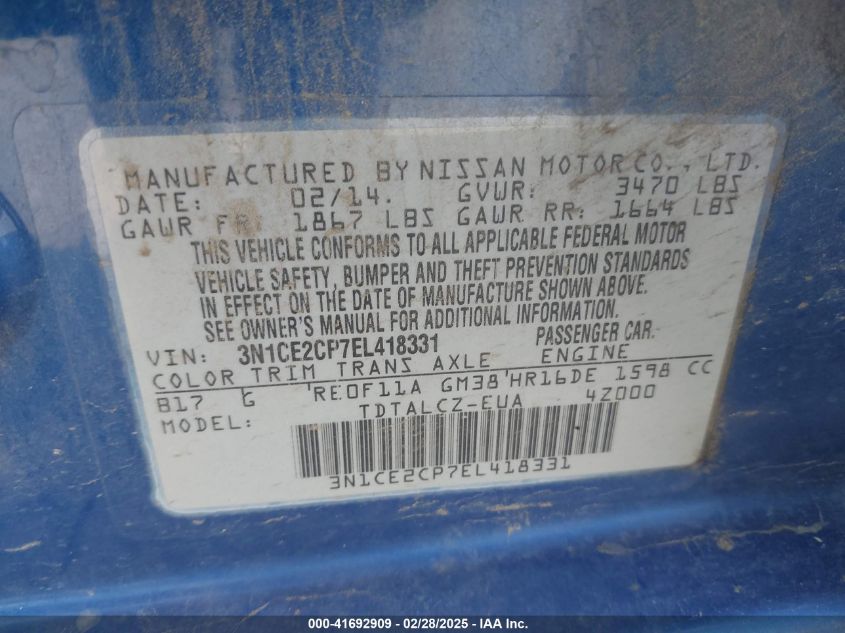 MANUFACTURED BY NISSAN MOTOR CO., LTD.
DATE: 02/14. GVWR: 3470 LBS
GAWR FR: 1867 LBS GAWR RR: 1664 LBS
THIS VEHICLE CONFORMS TO ALL APPLICABLE FEDERAL MOTOR
VEHICLE SAFETY, BUMPER AND THEFT PREVENTION STANDARDS
IN EFFECT ON THE DATE OF MANUFACTURE SHOWN ABOVE.
SEE OWNER'S MANUAL FOR ADDITIONAL INFORMATION.
VIN: 3N1CE2CP7EL418331 PASSENGER CAR.
COLOR TRIM TRANS AXLE ENGINE
B17 G 'RE0F11A GM38'HR16DE 1598 CC
MODEL: TDTALCZ-EUA 42000
3N1CE2CP7EL418331
000-41692909 - 02/28/2025 - IAA Inc.